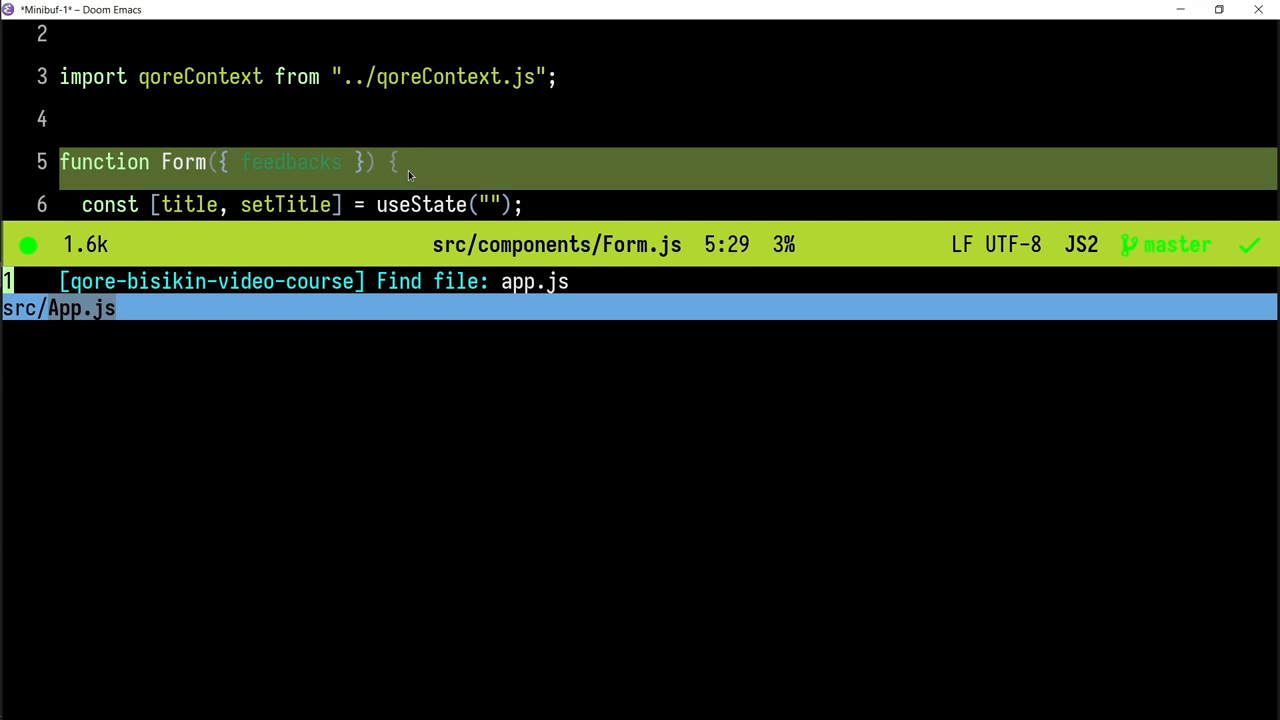 *Minibuf-1* – Doom Emacs
2
3 import qoreContext from "../qoreContext.js";
4
5 function Form({ feedbacks }) {
6   const [title, setTitle] = useState("");
1.6k src/components/Form.js 5:29 3% LF UTF-8 JS2 master
1 [qore-bisikin-video-course] Find file: app.js
src/App.js